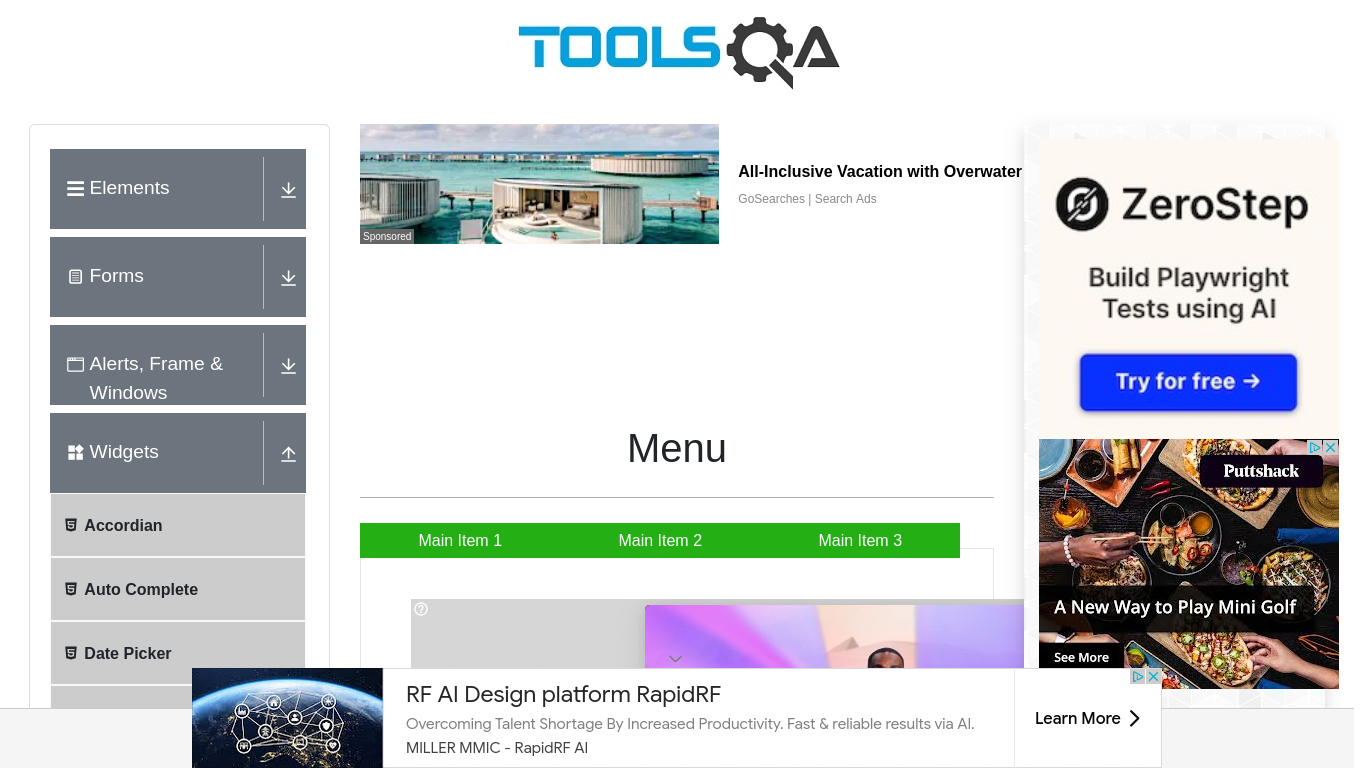 TOOLSQA
Elements
Forms
Alerts, Frame &
Windows
Widgets
Accordian
Auto Complete
Date Picker
Sponsored
All-Inclusive Vacation with Overwater
GoSearches | Search Ads
Menu
Main Item 1
Main Item 2
Main Item 3
ZeroStep
Build Playwright
Tests using AI
Try for free →
Puttshack
A New Way to Play Mini Golf
See More
RF AI Design platform RapidRF
Overcoming Talent Shortage By Increased Productivity. Fast & reliable results via AI.
MILLER MMIC - RapidRF AI
Learn More